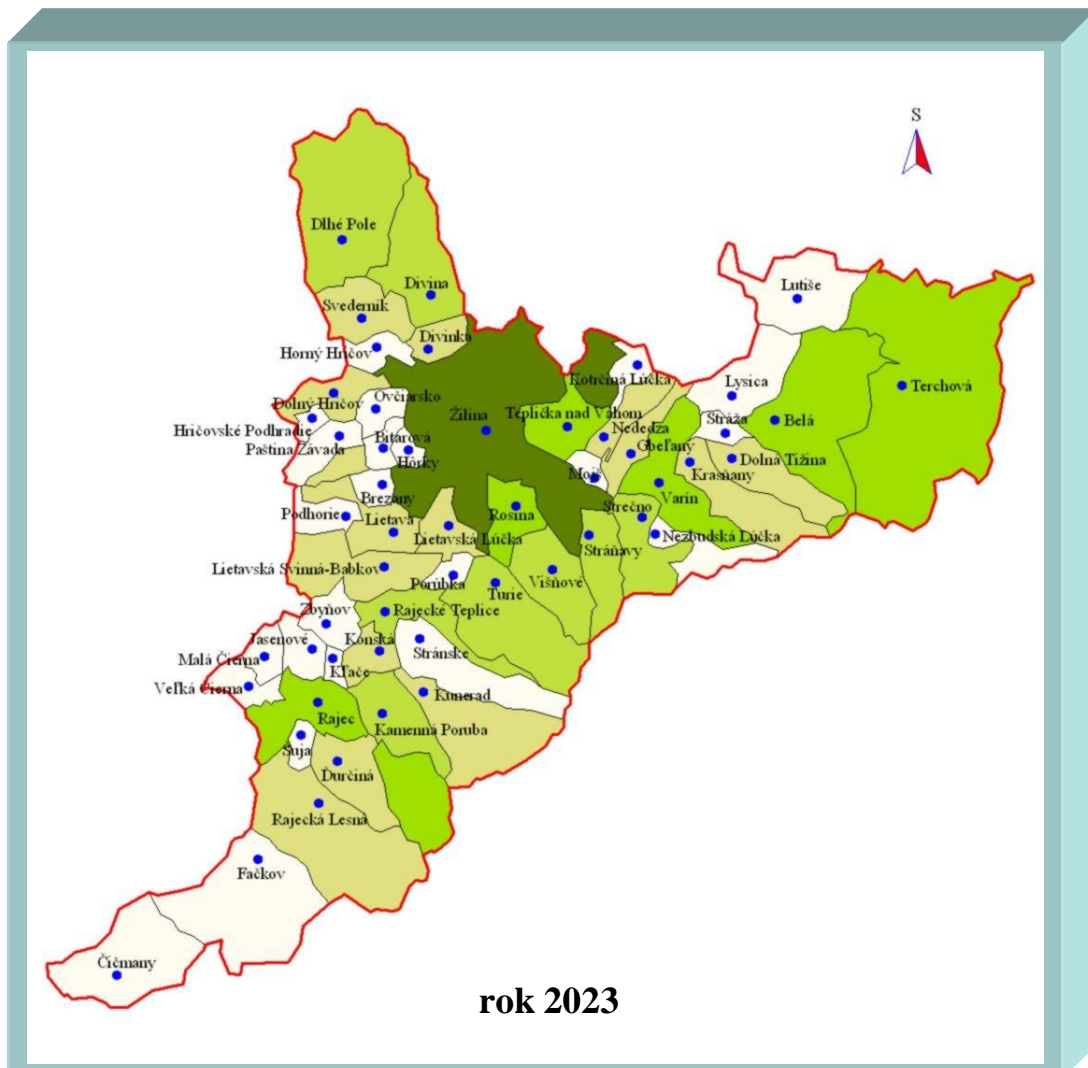 S
Dlhé Pole
Divina
Lutiše
Svederník
Divinka
Horný Hričov
Kotrčiná Lúčka
Lysica
Terchová
Dolný Hričov
Ovčiarsko
Teplička nad Váhom
Žilina
Stráža
Belá
Hričovské Podhradie
Nededza
Bitarová
Paština Závada
Gbeľany
Hôrky
Dolná Tižina
Mojš
Krasňany
Brezany
Varín
Podhorie
Strečno
Lietava
Rosina
Lietavská Lúčka
Nezbudská Lúčka
Stráňavy
Lietavská Svinná-Babkov
Porúbka
Višňové
Turie
Zbyňov
Rajecké Teplice
Jasenové
Konská
Stránske
Malá Čierna
Kľače
Veľká Čierna
Kunerad
Rajec
Kamenná Poruba
Šuja
Ďurčiná
Rajecká Lesná
Fačkov
Čičmany
rok 2023